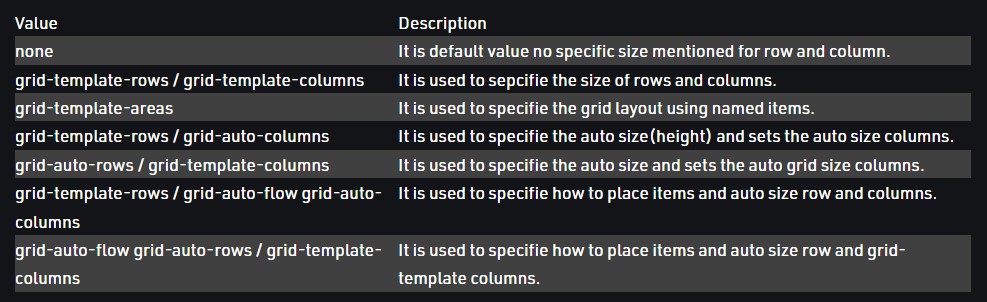 Value Description
none It is default value no specific size mentioned for row and column.
grid-template-rows / grid-template-columns It is used to sepcifie the size of rows and columns.
grid-template-areas It is used to specifie the grid layout using named items.
grid-template-rows / grid-auto-columns It is used to specifie the auto size(height) and sets the auto size columns.
grid-auto-rows / grid-template-columns It is used to specifie the auto size and sets the auto grid size columns.
grid-template-rows / grid-auto-flow grid-auto- It is used to specifie how to place items and auto size row and columns.
columns
grid-auto-flow grid-auto-rows / grid-template- It is used to specifie how to place items and auto size row and grid-
columns template columns.